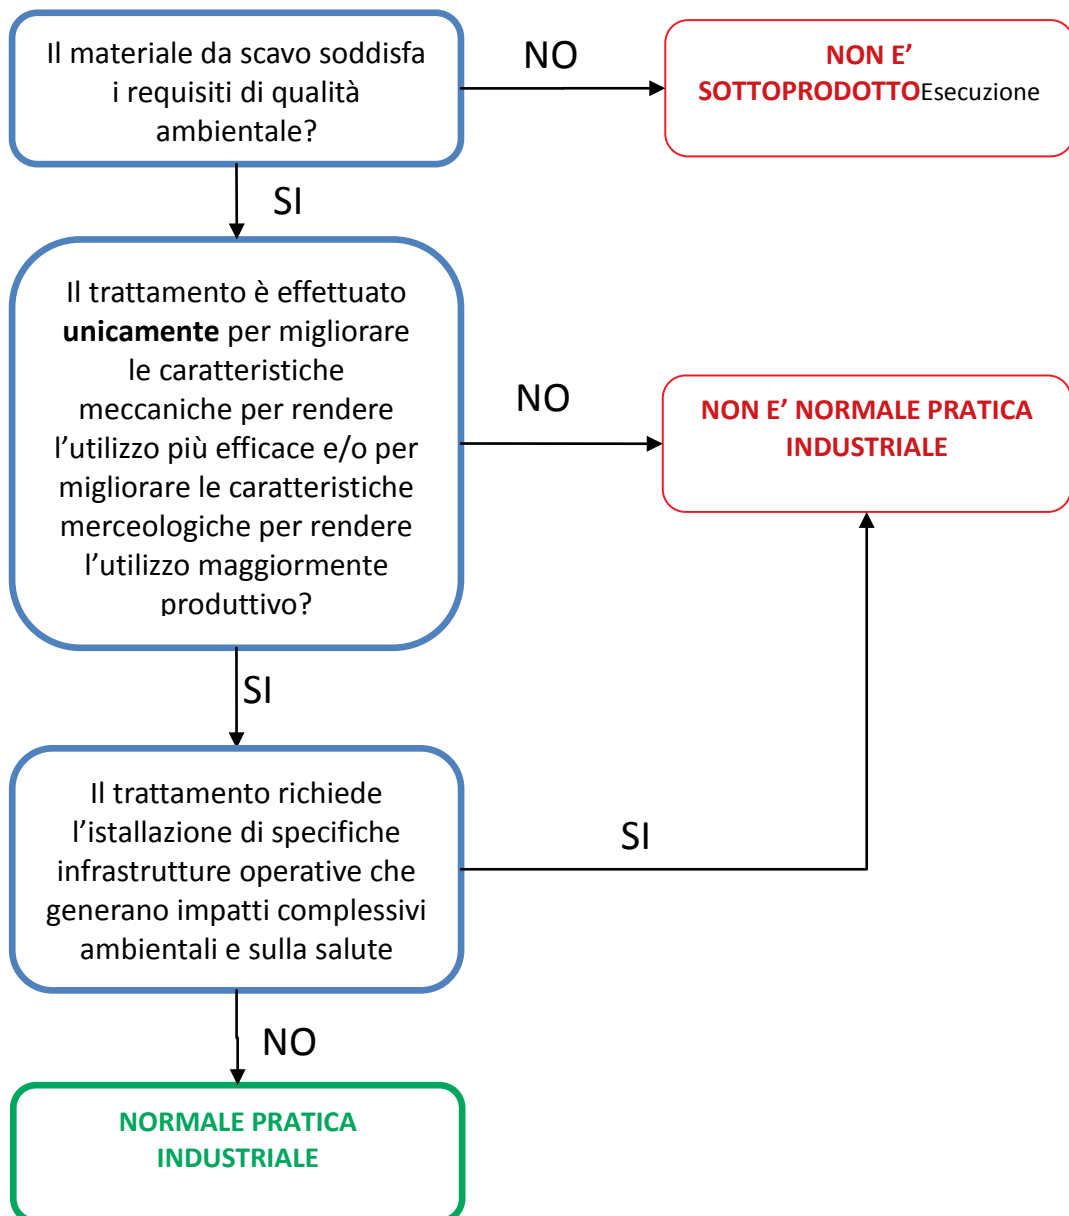 Il materiale da scavo soddisfa
i requisiti di qualità
ambientale?
NO
NON E'
SOTTOPRODOTTOEsecuzione
SI
Il trattamento è effettuato
unicamente per migliorare
le caratteristiche
meccaniche per rendere
l’utilizzo più efficace e/o per
migliorare le caratteristiche
merceologiche per rendere
l’utilizzo maggiormente
produttivo?
NO
NON E’ NORMALE PRATICA
INDUSTRIALE
SI
Il trattamento richiede
l’istallazione di specifiche
infrastrutture operative che
generano impatti complessivi
ambientali e sulla salute
SI
NO
NORMALE PRATICA
INDUSTRIALE